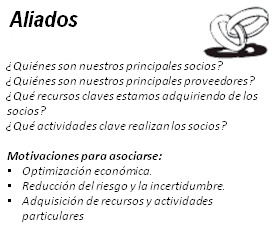 Aliados
¿Quiénes son nuestros principales socios?
¿Quiénes son nuestros principales proveedores?
¿Qué recursos claves estamos adquiriendo de los
socios?
¿Qué actividades clave realizan los socios?
Motivaciones para asociarse:
▪ Optimización económica.
▪ Reducción del riesgo y la incertidumbre.
▪ Adquisición de recursos y actividades
particulares